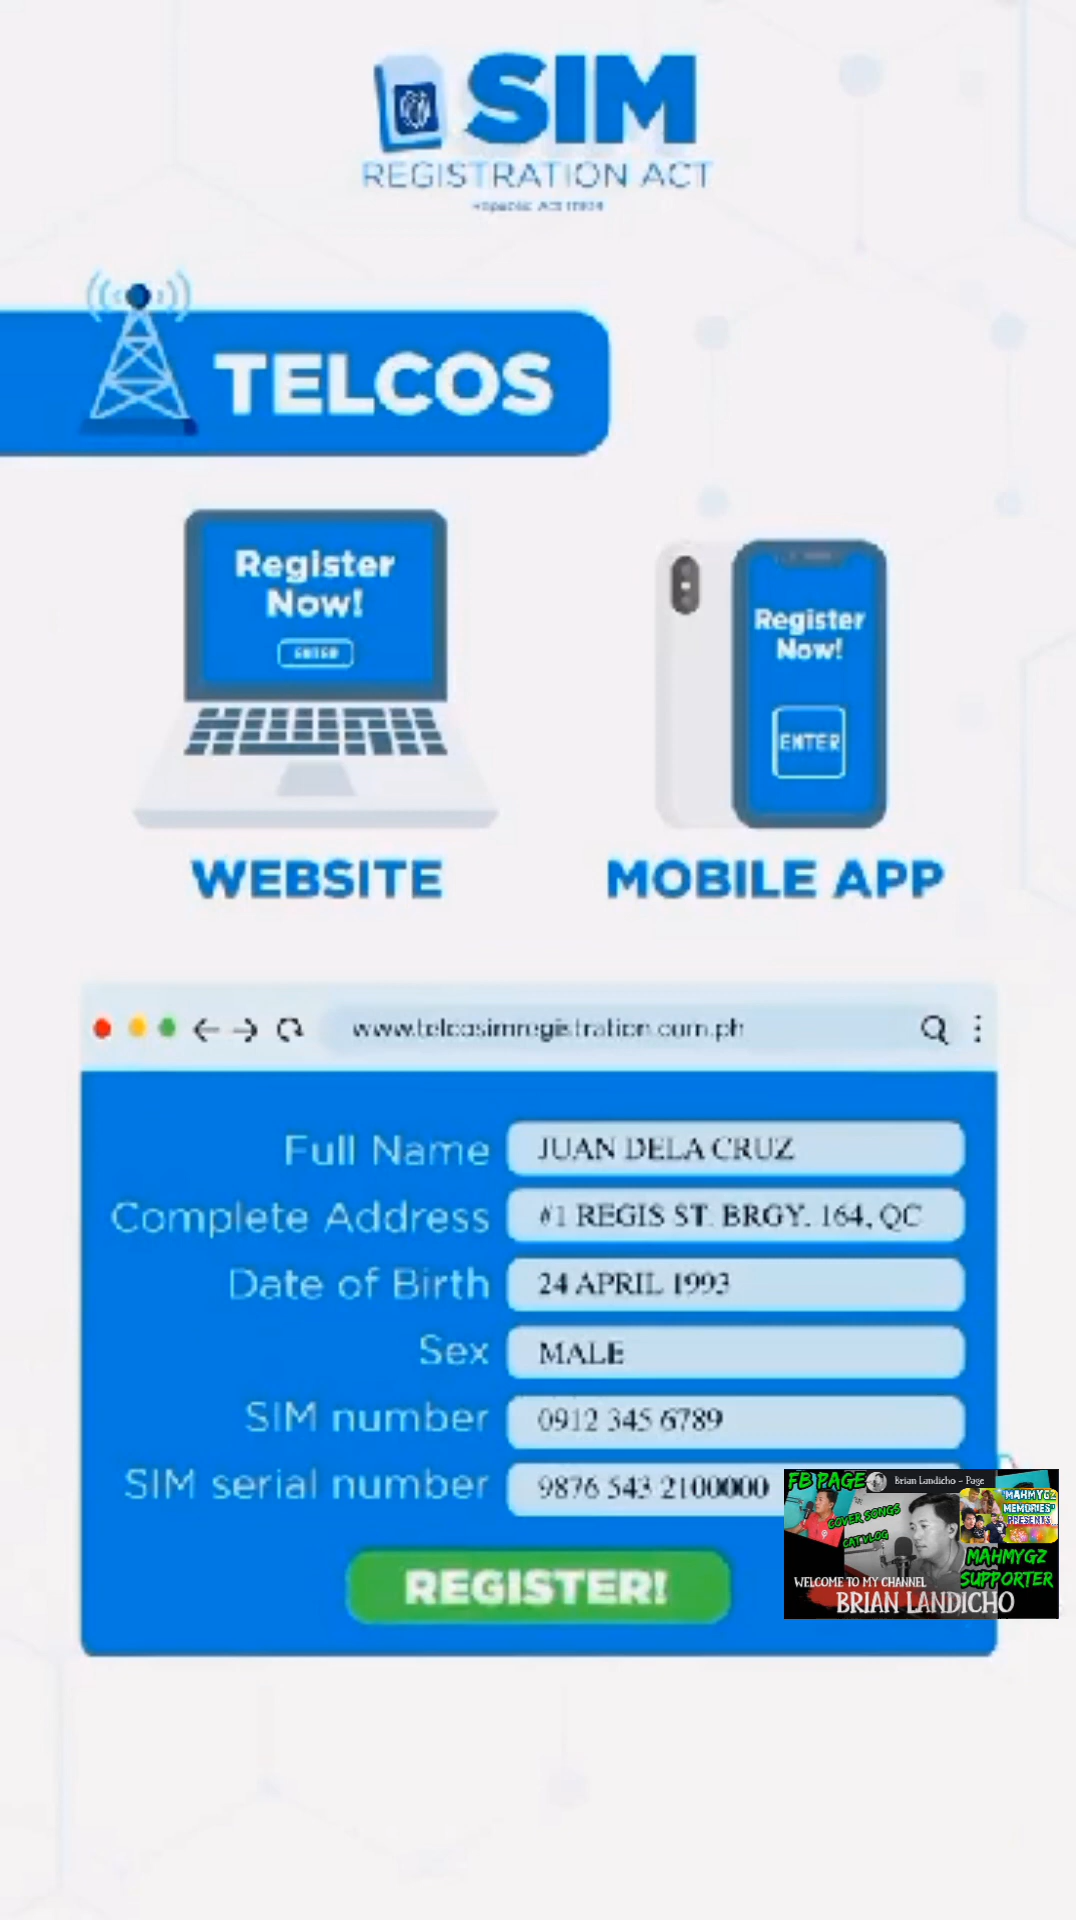 SIM
REGISTRATION ACT
TELCOS
Register
Now!
ENTER
Register
Now!
ENTER
WEBSITE
MOBILE APP
www.telcosimregistration.com.ph
Full Name JUAN DELA CRUZ
Complete Address #1 REGIS ST. BRGY. 164, QC
Date of Birth 24 APRIL 1993
Sex MALE
SIM number 0912 345 6789
SIM serial number 9876 543 2100000
REGISTER!
FB PAGE
Brian Landicho - Page
COVER SONGS
CATVLOG
"MAHMYGZ
MEMORIES"
PRESENTS
MAHMYGZ
SUPPORTER
WELCOME TO MY CHANNEL
BRIAN LANDICHO